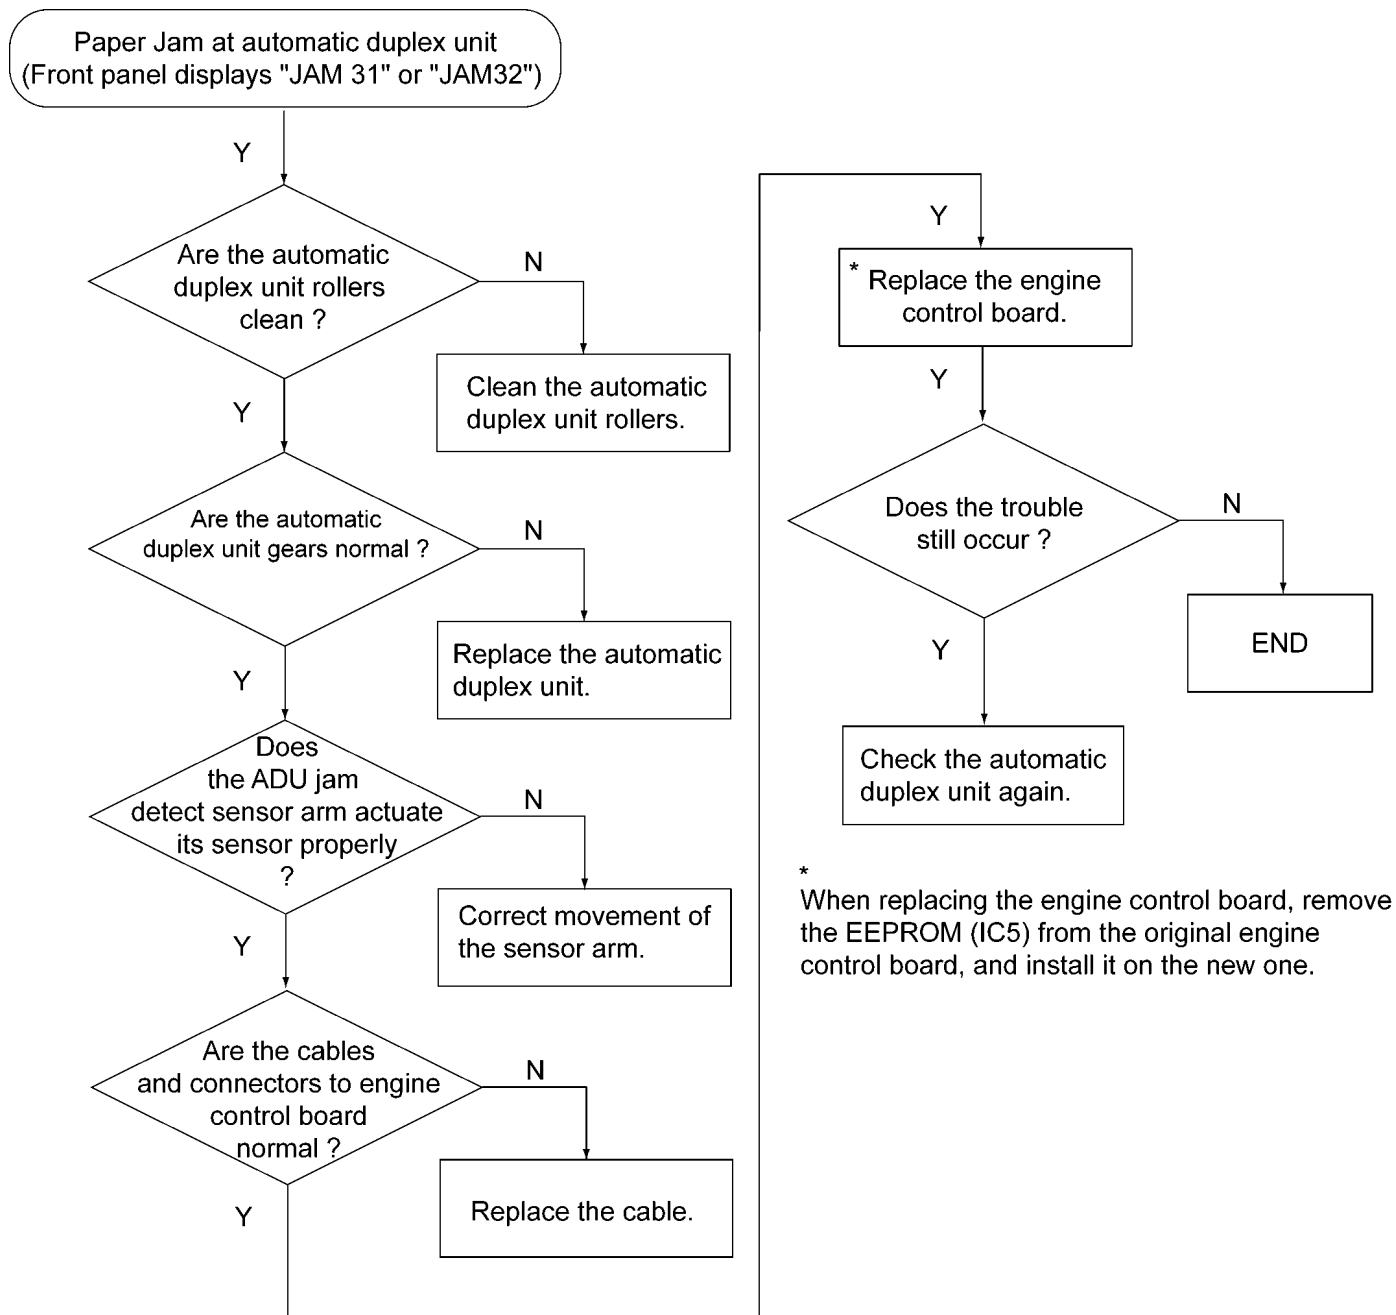 Paper Jam at automatic duplex unit
(Front panel displays "JAM 31" or "JAM32")
Y
Are the automatic
duplex unit rollers
clean ?
N
Clean the automatic
duplex unit rollers.
Y
Are the automatic
duplex unit gears normal ?
N
Replace the automatic
duplex unit.
Y
Does
the ADU jam
detect sensor arm actuate
its sensor properly
?
N
Correct movement of
the sensor arm.
Y
Are the cables
and connectors to engine
control board
normal ?
N
Replace the cable.
Y
Y
* Replace the engine
control board.
Y
Does the trouble
still occur ?
N
END
Y
Check the automatic
duplex unit again.
*
When replacing the engine control board, remove
the EEPROM (IC5) from the original engine
control board, and install it on the new one.